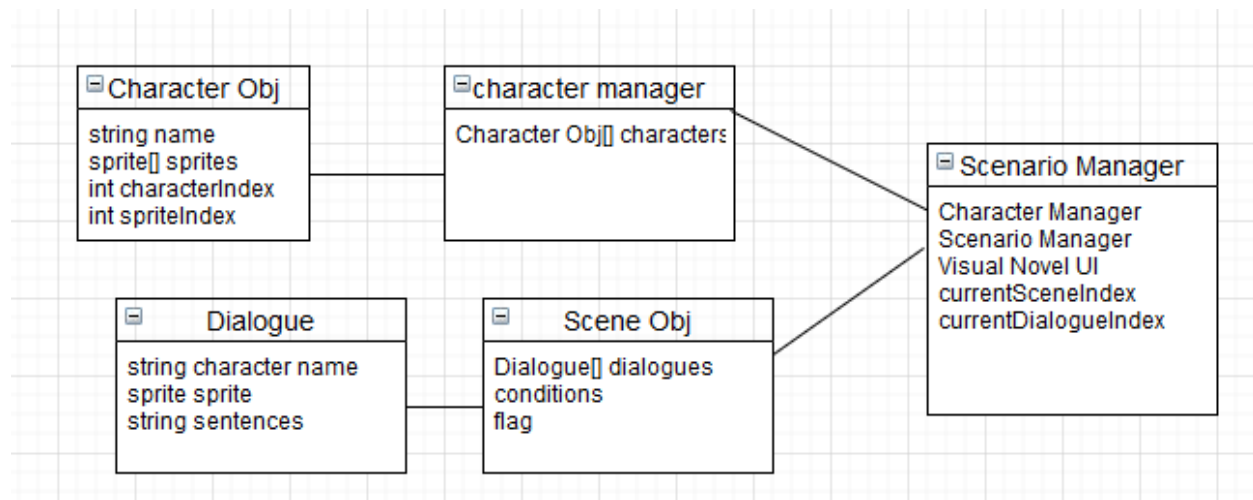 Character Obj
string name
sprite[] sprites
int characterIndex
int spriteIndex
character manager
Character Obj[] characters
Scenario Manager
Character Manager
Scenario Manager
Visual Novel UI
currentSceneIndex
currentDialogueIndex
Dialogue
string character name
sprite sprite
string sentences
Scene Obj
Dialogue[] dialogues
conditions
flag